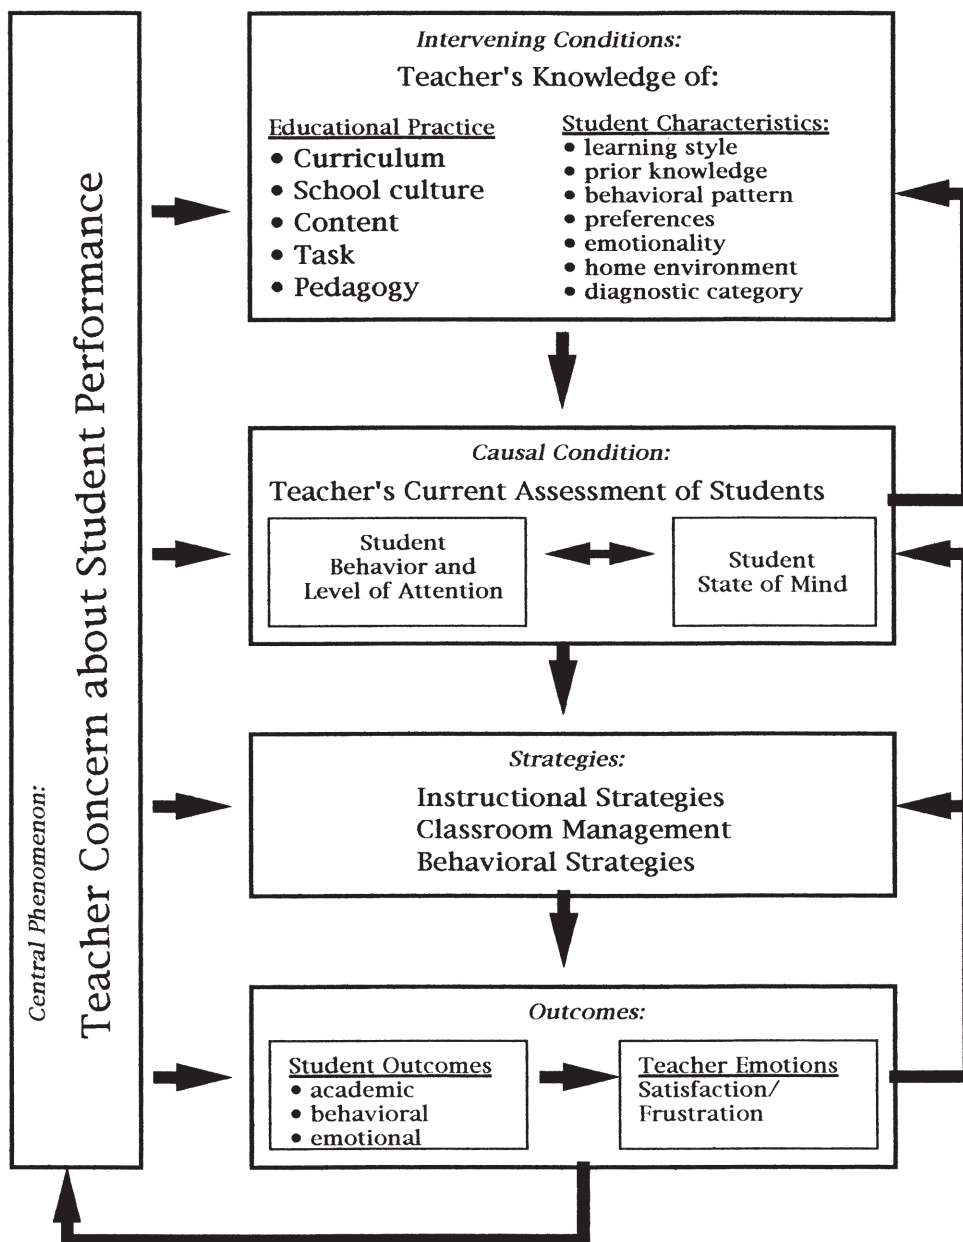 Central Phenomenon:
Teacher Concern about Student Performance
Intervening Conditions:
Teacher's Knowledge of:
Educational Practice
• Curriculum
• School culture
• Content
• Task
• Pedagogy
Student Characteristics:
• learning style
• prior knowledge
• behavioral pattern
• preferences
• emotionality
• home environment
• diagnostic category
Causal Condition:
Teacher's Current Assessment of Students
Student
Behavior and
Level of Attention
Student
State of Mind
Strategies:
Instructional Strategies
Classroom Management
Behavioral Strategies
Outcomes:
Student Outcomes
• academic
• behavioral
• emotional
Teacher Emotions
Satisfaction/
Frustration